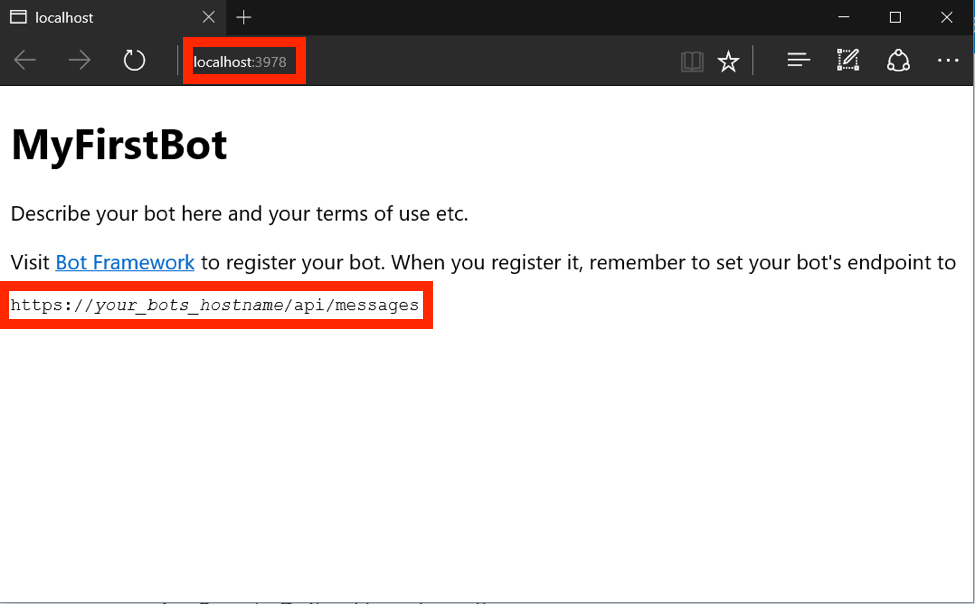 localhost
localhost:3978
MyFirstBot
Describe your bot here and your terms of use etc.
Visit Bot Framework to register your bot. When you register it, remember to set your bot's endpoint to
https://your_bots_hostname/api/messages